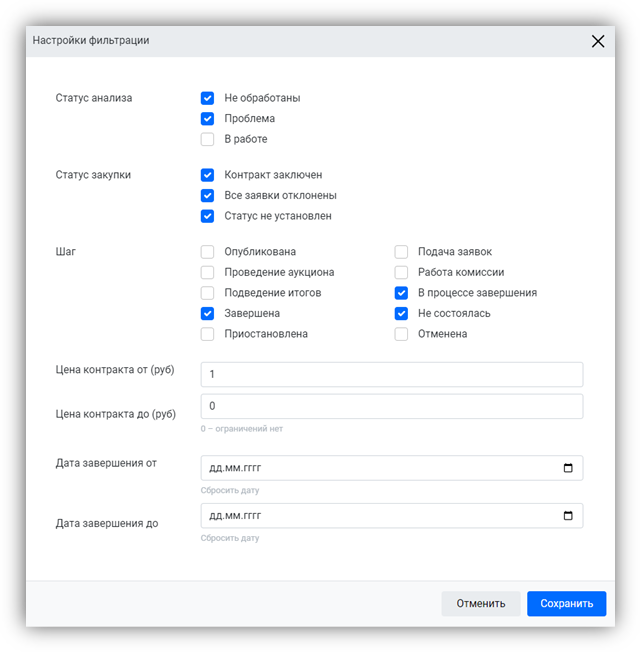 Настройки фильтрации
Статус анализа
Не обработаны
Проблема
В работе
Статус закупки
Контракт заключен
Все заявки отклонены
Статус не установлен
Шаг
Опубликована
Подача заявок
Проведение аукциона
Работа комиссии
Подведение итогов
В процессе завершения
Завершена
Не состоялась
Приостановлена
Отменена
Цена контракта от (руб)
1
Цена контракта до (руб)
0
0 – ограничений нет
Дата завершения от
дд.мм.гггг
Сбросить дату
Дата завершения до
дд.мм.гггг
Сбросить дату
Отменить
Сохранить